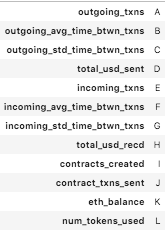 outgoing_txns A
outgoing_avg_time_btwn_txns B
outgoing_std_time_btwn_txns C
total_usd_sent D
incoming_txns E
incoming_avg_time_btwn_txns F
incoming_std_time_btwn_txns G
total_usd_recd H
contracts_created I
contract_txns_sent J
eth_balance K
num_tokens_used L